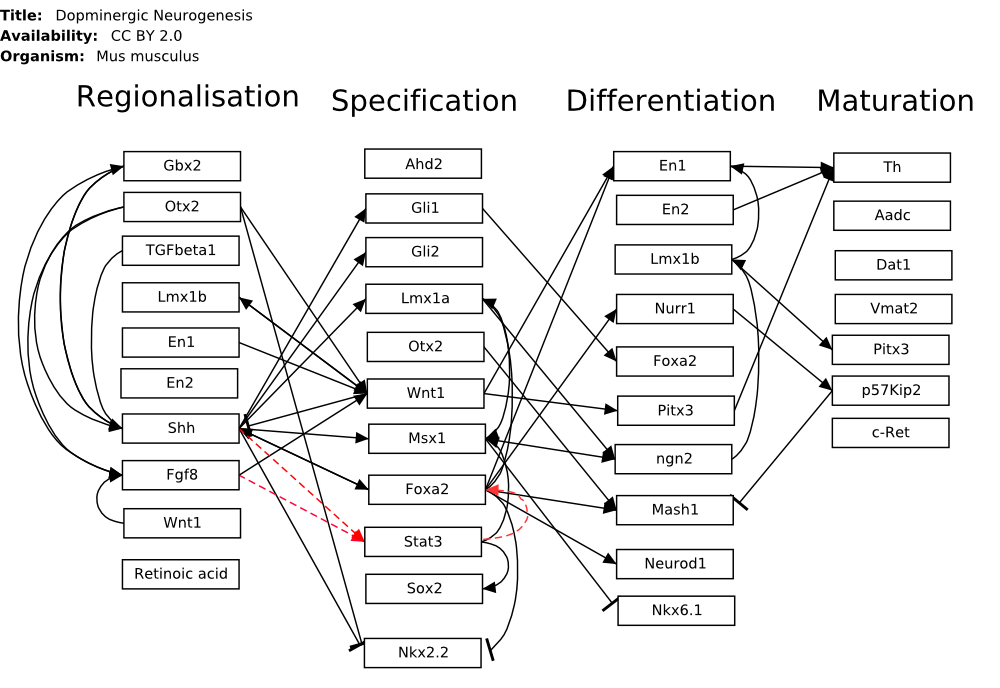 Title: Dopminergic Neurogenesis
Availability: CC BY 2.0
Organism: Mus musculus
Regionalisation
Specification
Differentiation
Maturation
Gbx2
Otx2
TGFbeta1
Lmx1b
En1
En2
Shh
Fgf8
Wnt1
Retinoic acid
Ahd2
Gli1
Gli2
Lmx1a
Otx2
Wnt1
Msx1
Foxa2
Stat3
Sox2
Nkx2.2
En1
En2
Lmx1b
Nurr1
Foxa2
Pitx3
ngn2
Mash1
Neurod1
Nkx6.1
Th
Aadc
Dat1
Vmat2
Pitx3
p57Kip2
c-Ret